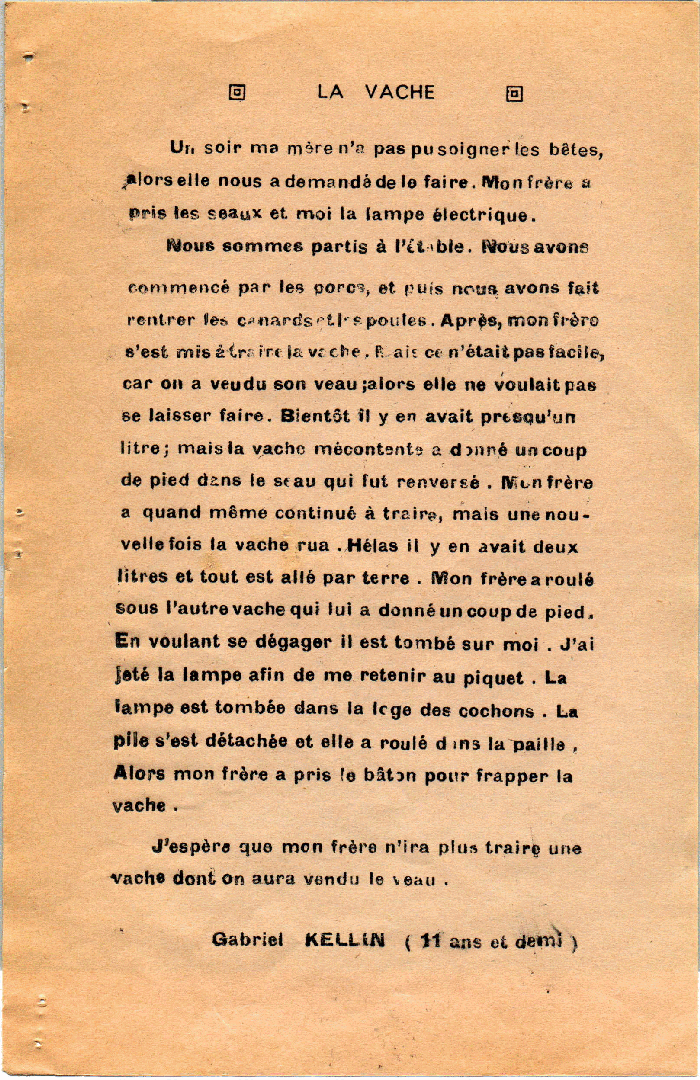 LA VACHE
Un soir ma mère n'a pas pu soigner les bêtes,
alors elle nous a demandé de le faire. Mon frère a
pris les seaux et moi la lampe électrique.
Nous sommes partis à l'étable. Nous avons
commencé par les porcs, et puis nous avons fait
rentrer les canards et les poules. Après, mon frère
s'est mis à traire la vache. Mais ce n'était pas facile,
car on a veudu son veau ; alors elle ne voulait pas
se laisser faire. Bientôt il y en avait presqu'un
litre ; mais la vache mécontente a donné un coup
de pied dans le seau qui fut renversé. Mon frère
a quand même continué à traire, mais une nou-
velle fois la vache rua. Hélas il y en avait deux
litres et tout est allé par terre. Mon frère a roulé
sous l'autre vache qui lui a donné un coup de pied.
En voulant se dégager il est tombé sur moi. J'ai
jeté la lampe afin de me retenir au piquet. La
lampe est tombée dans la loge des cochons. La
pile s'est détachée et elle a roulé dans la paille.
Alors mon frère a pris le bâton pour frapper la
vache.
J'espère que mon frère n'ira plus traire une
vache dont on aura vendu le veau.
Gabriel KELLIN (11 ans et demi)